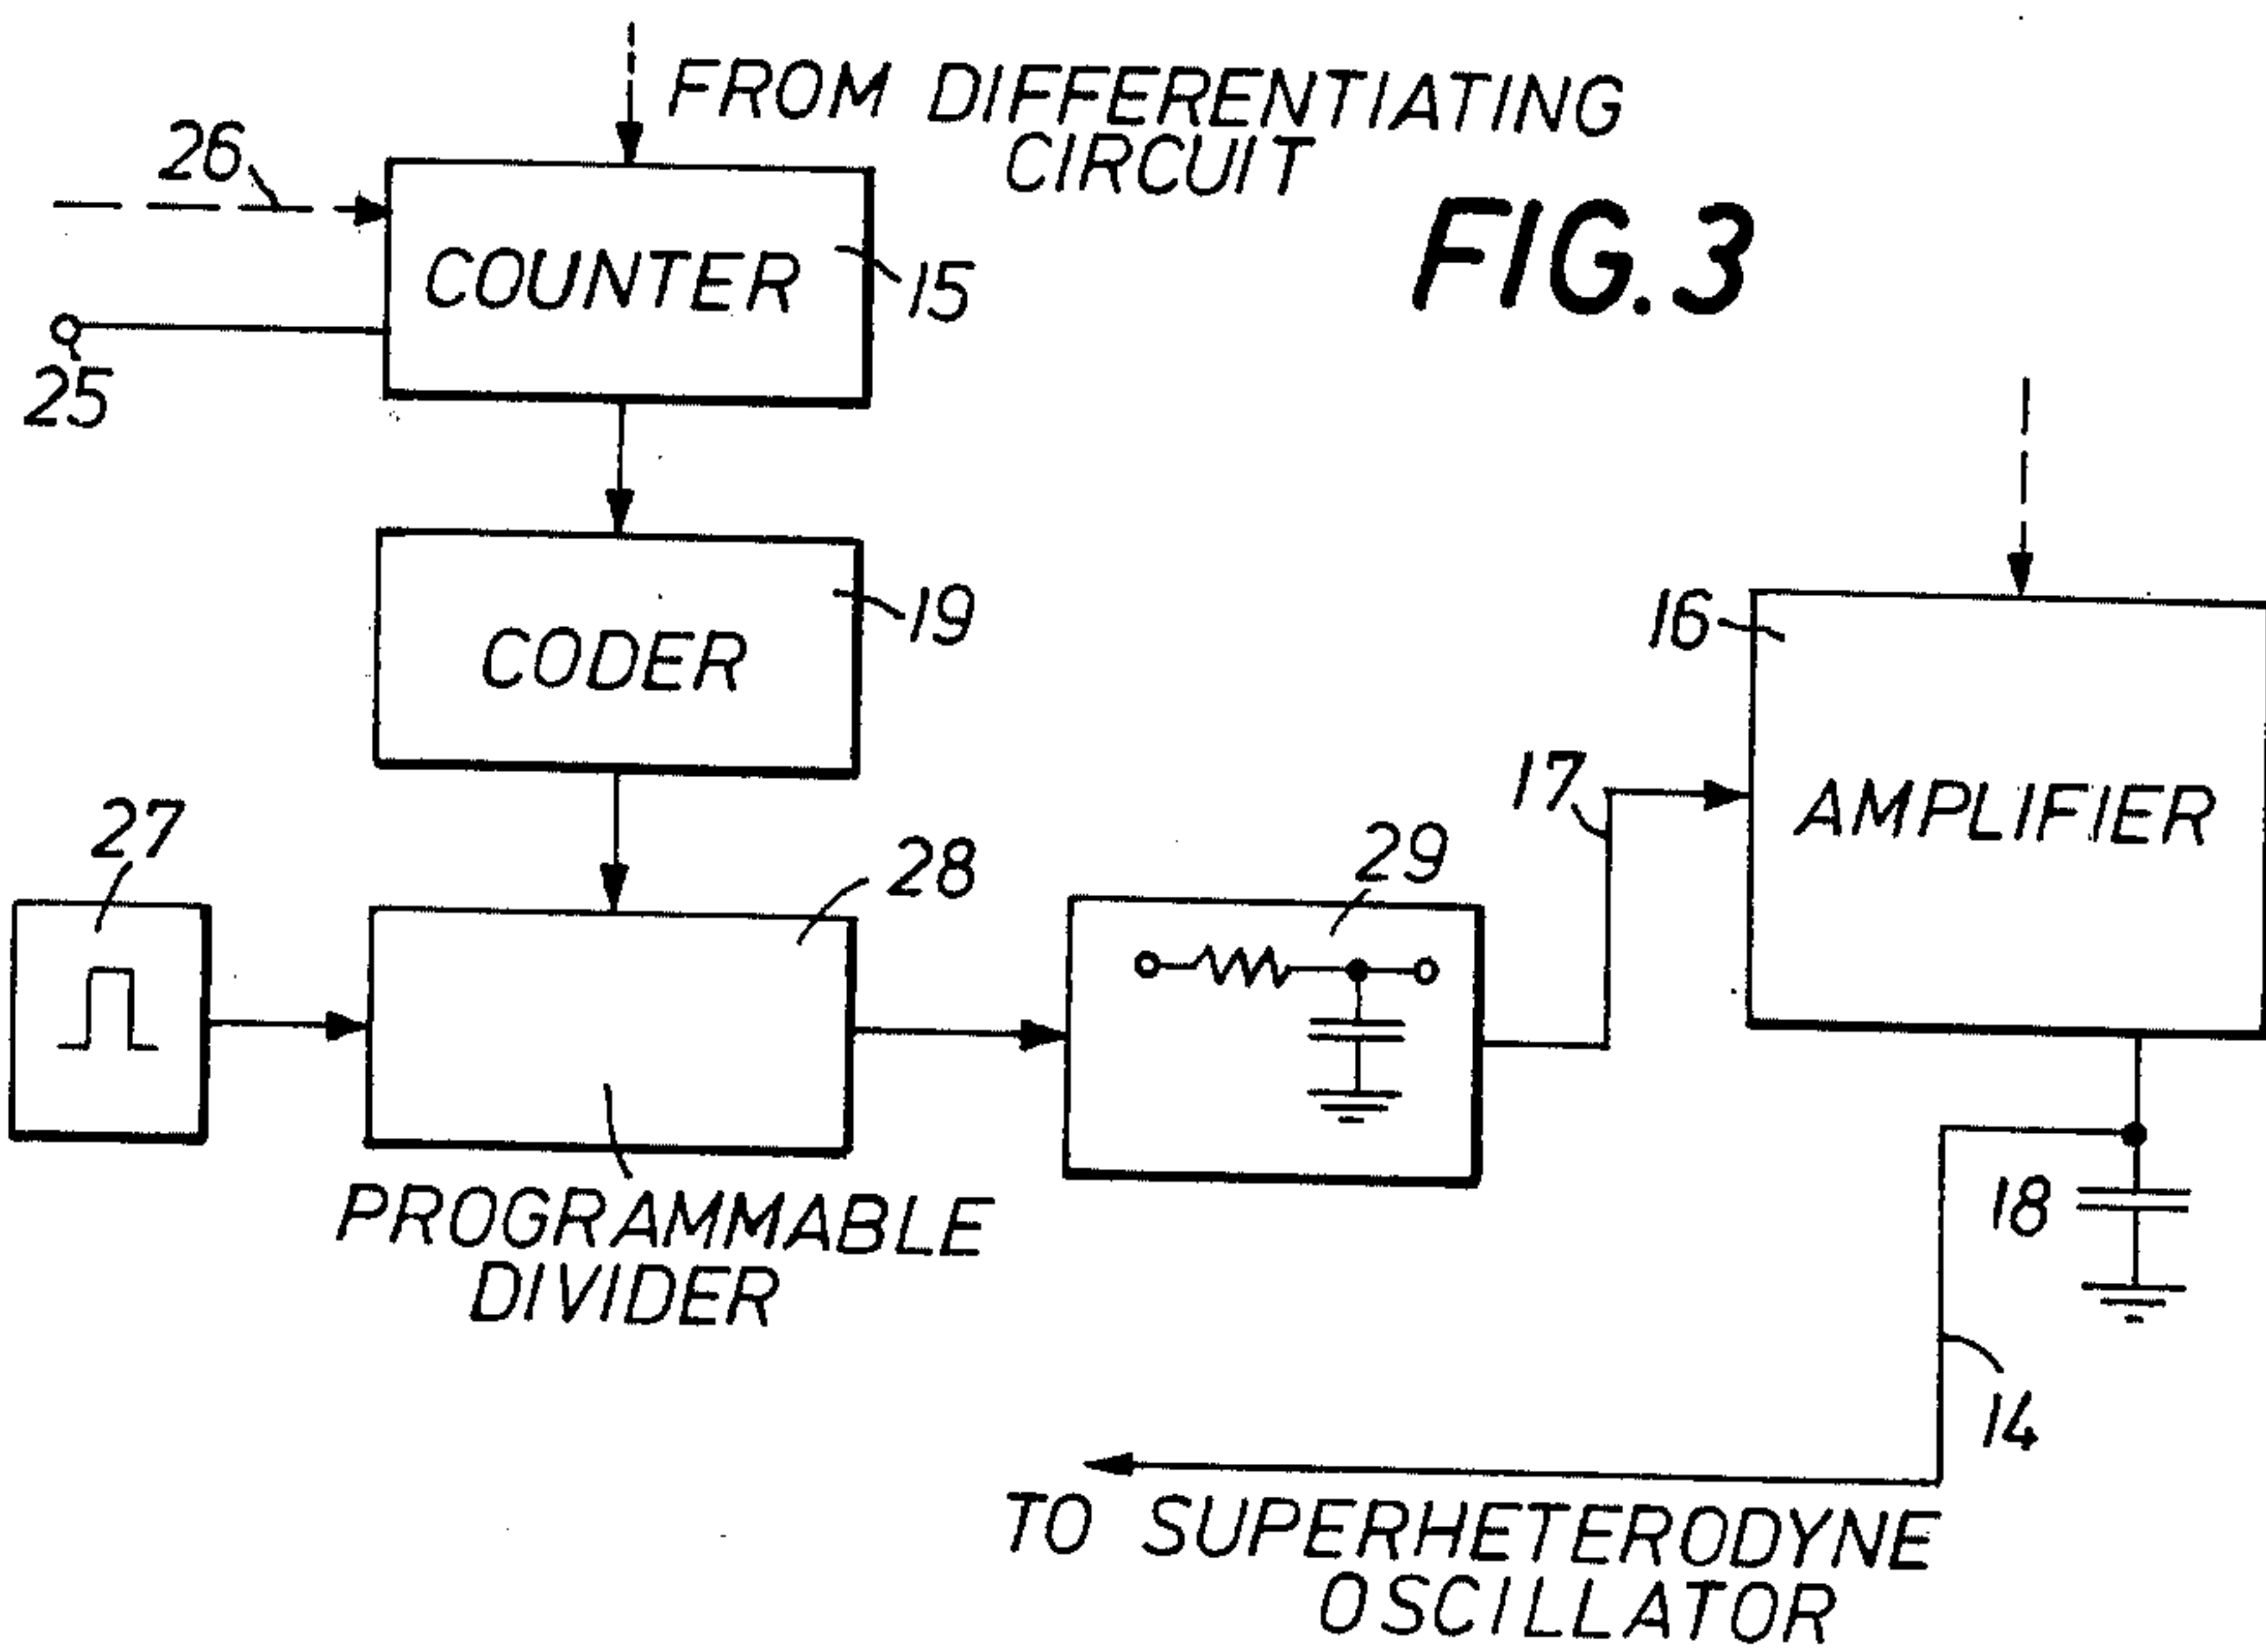 FROM DIFFERENTIATING
CIRCUIT
FIG.3
26
COUNTER
15
25
CODER
19
16
AMPLIFIER
17
27
28
29
PROGRAMMABLE
DIVIDER
18
14
TO SUPERHETERODYNE
OSCILLATOR